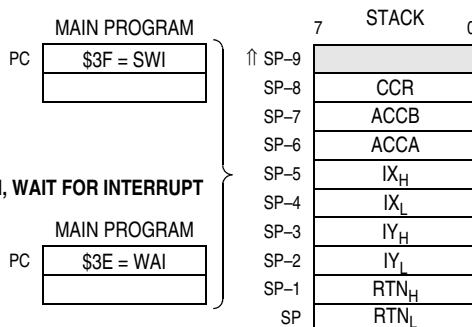 MAIN PROGRAM
PC $3F = SWI
, WAIT FOR INTERRUPT
MAIN PROGRAM
PC $3E = WAI
STACK
7 0
⇑ SP–9
SP–8 CCR
SP–7 ACCB
SP–6 ACCA
SP–5 IXH
SP–4 IXL
SP–3 IYH
SP–2 IYL
SP–1 RTNH
SP RTNL